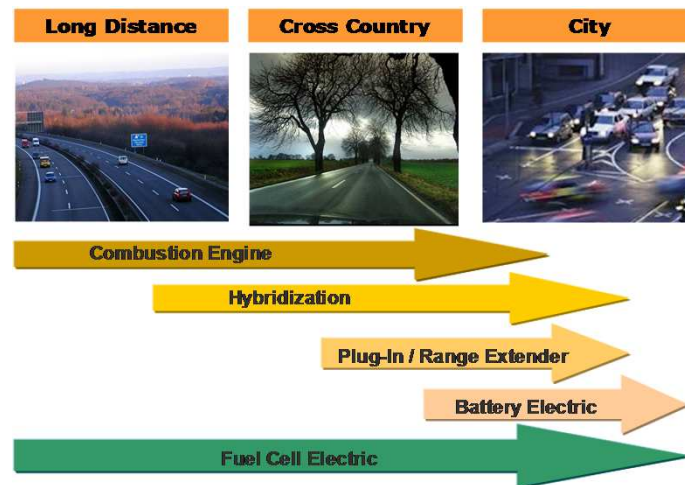 Long Distance
Cross Country
City
Combustion Engine
Hybridization
Plug-In / Range Extender
Battery Electric
Fuel Cell Electric